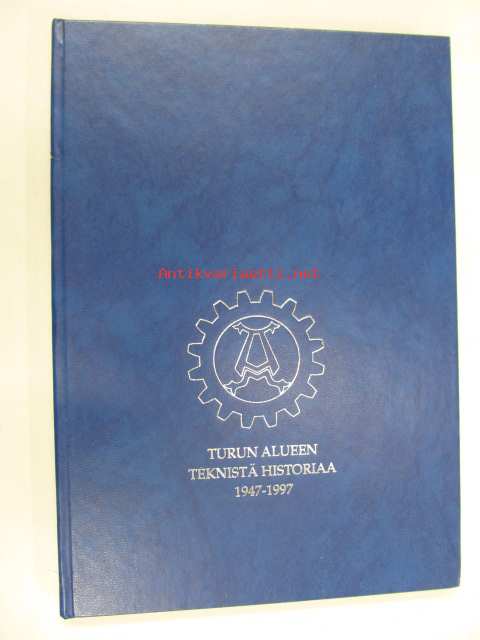 Antikvariaatti.net
A
TURUN ALUEEN
TEKNISTÄ HISTORIAA
1947-1997